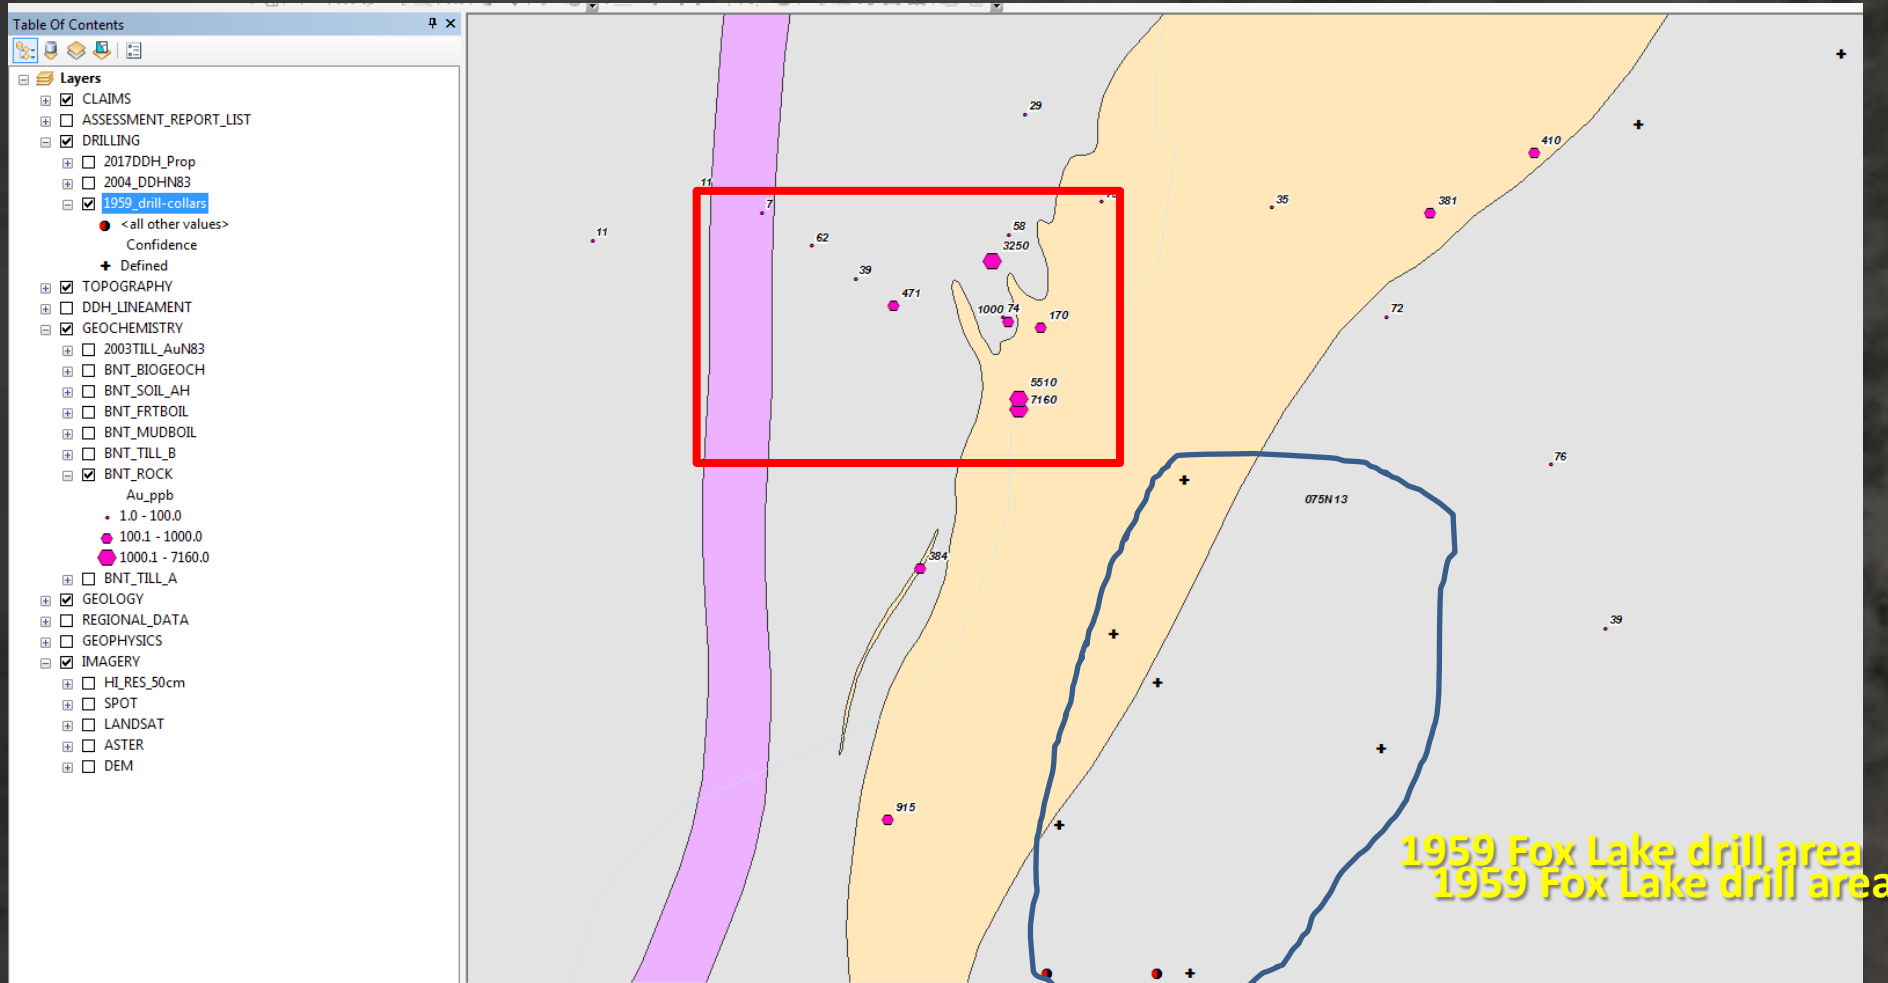 Table Of Contents
Layers
CLAIMS
ASSESSMENT_REPORT_LIST
DRILLING
2017DDH_Prop
2004_DDHN83
1959_drill-collars
<all other values>
Confidence
Defined
TOPOGRAPHY
DDH_LINEAMENT
GEOCHEMISTRY
2003TILL_AuN83
BNT_BIOGEOCH
BNT_SOIL_AH
BNT_FRTBOIL
BNT_MUDBOIL
BNT_TILL_B
BNT_ROCK
Au_ppb
1.0 - 100.0
100.1 - 1000.0
1000.1 - 7160.0
BNT_TILL_A
GEOLOGY
REGIONAL_DATA
GEOPHYSICS
IMAGERY
HI_RES_50cm
SPOT
LANDSAT
ASTER
DEM
29
410
11
7
35
381
11
62
58
3250
39
471
1000 74
170
72
5510
7160
76
075N13
384
39
915
1959 Fox Lake drill area
1959 Fox Lake drill area